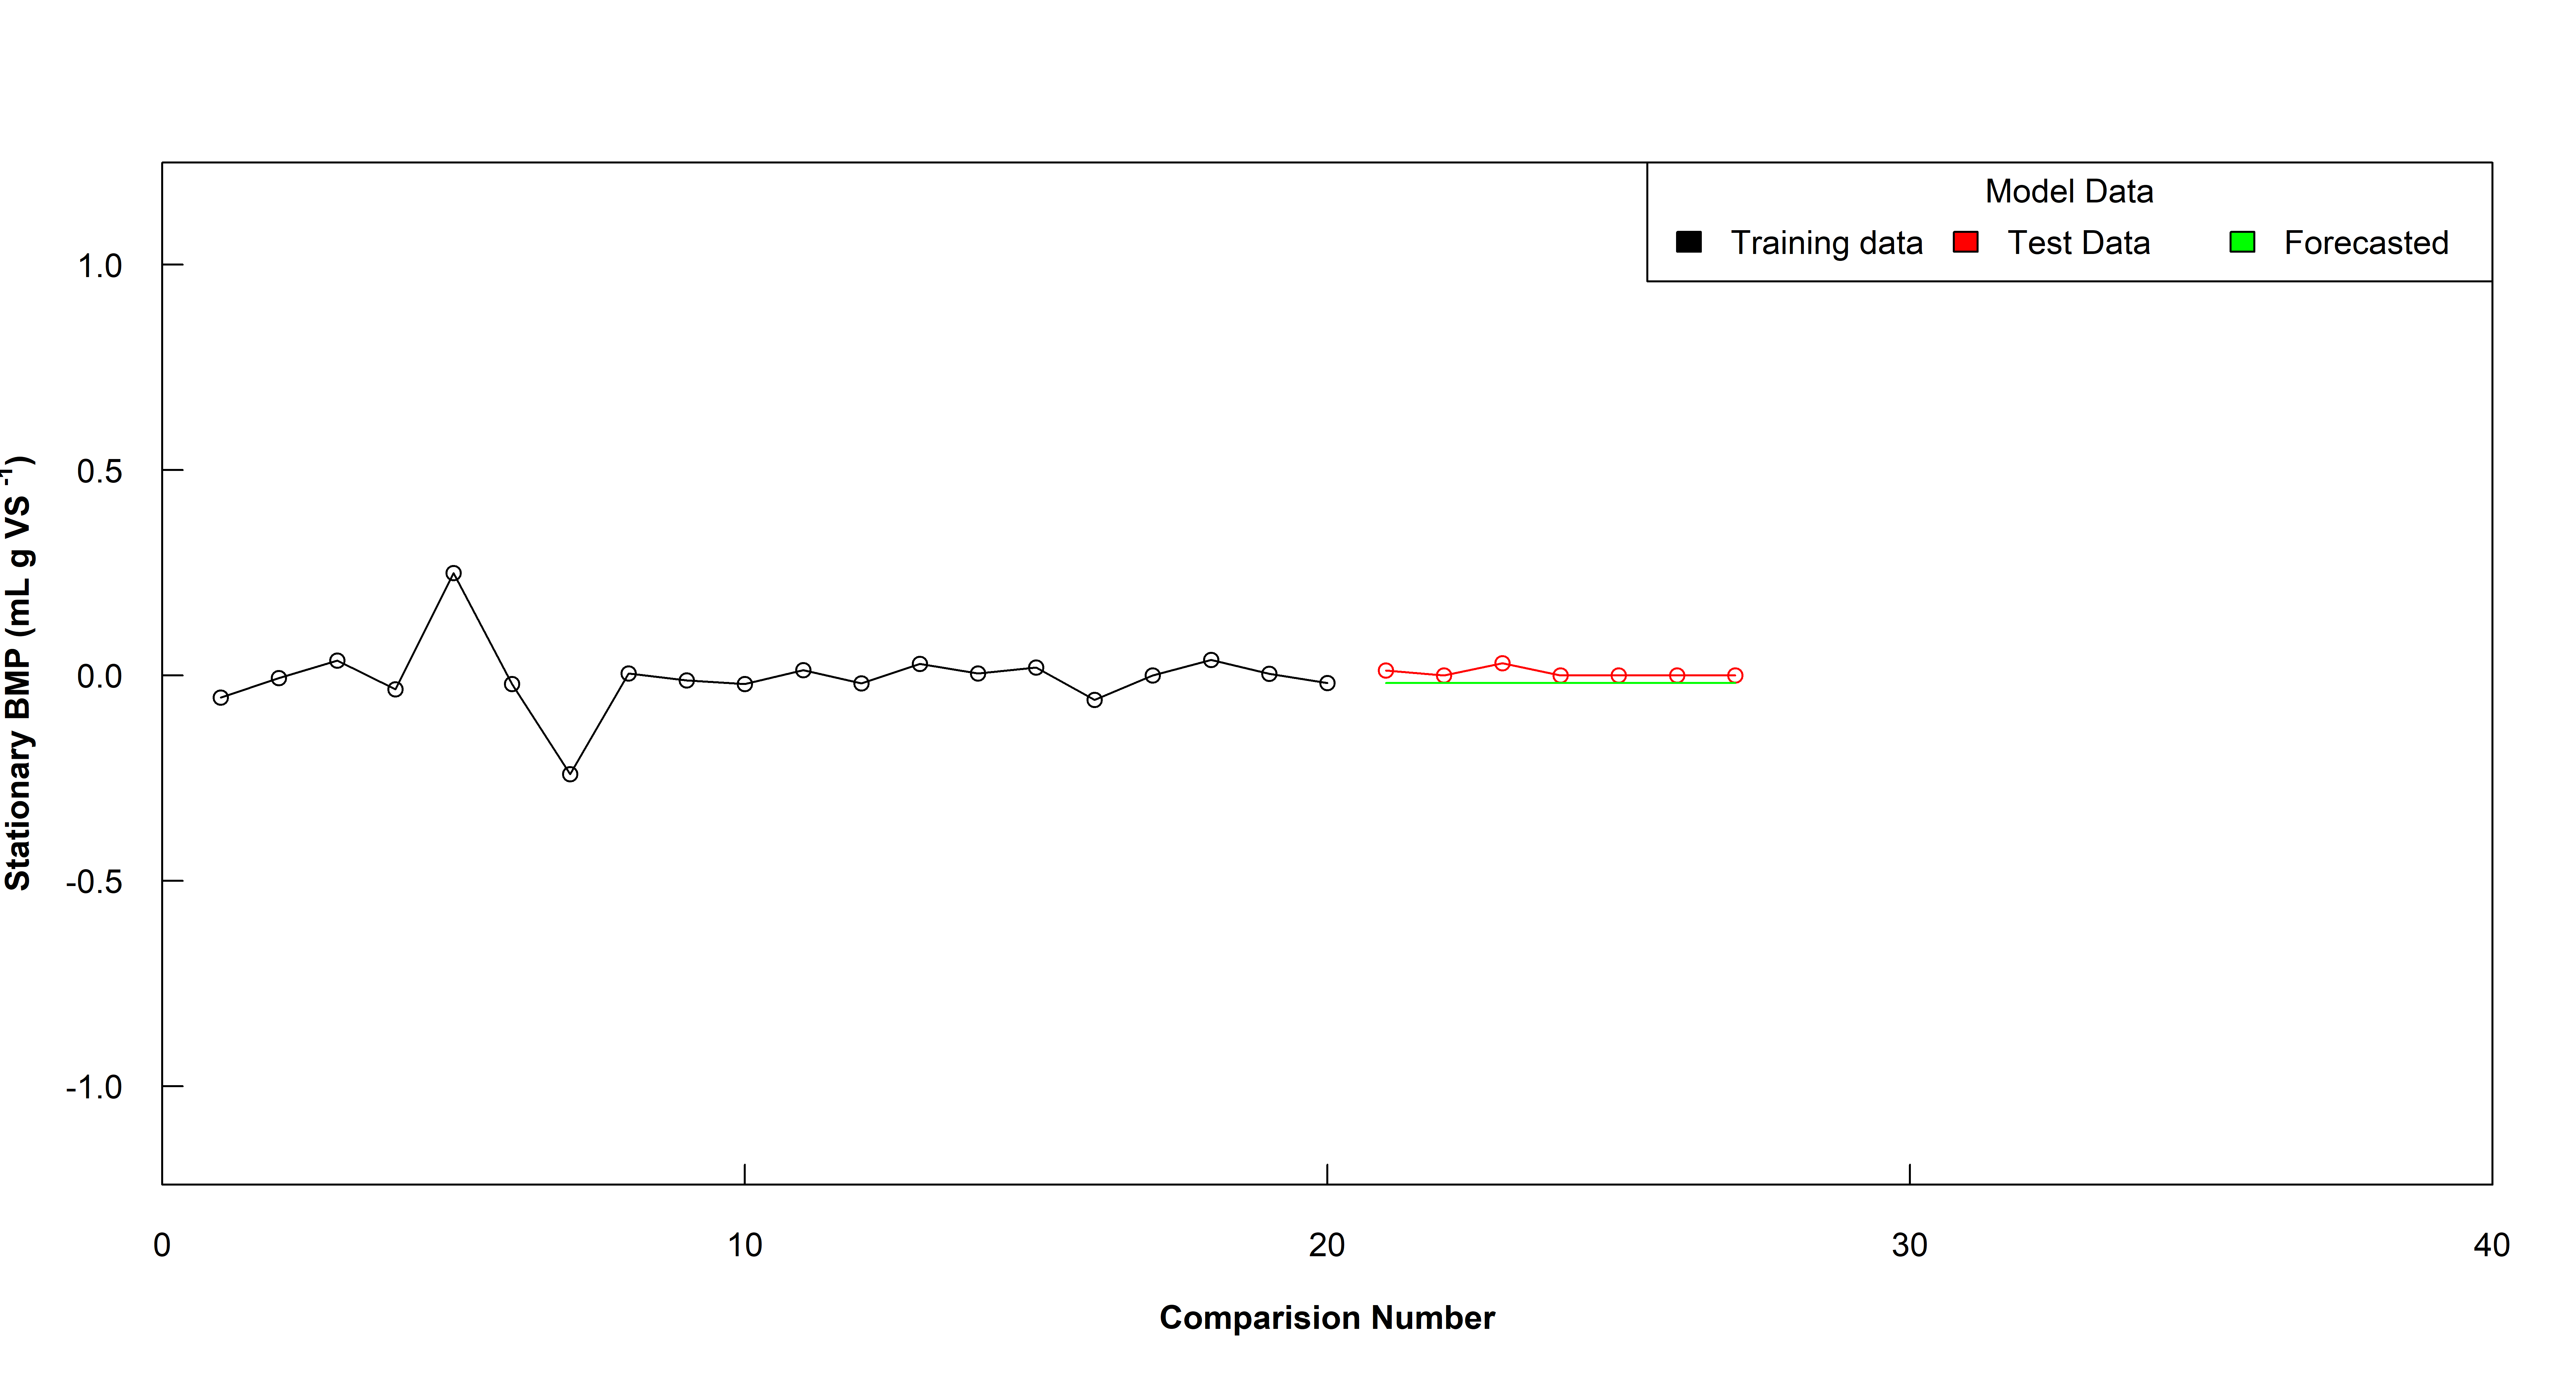 Model Data
Training data Test Data Forecasted
1.0
0.5
0.0
-0.5
-1.0
Stationary BMP (mL g VS -1)
0 10 20 30 40
Comparision Number